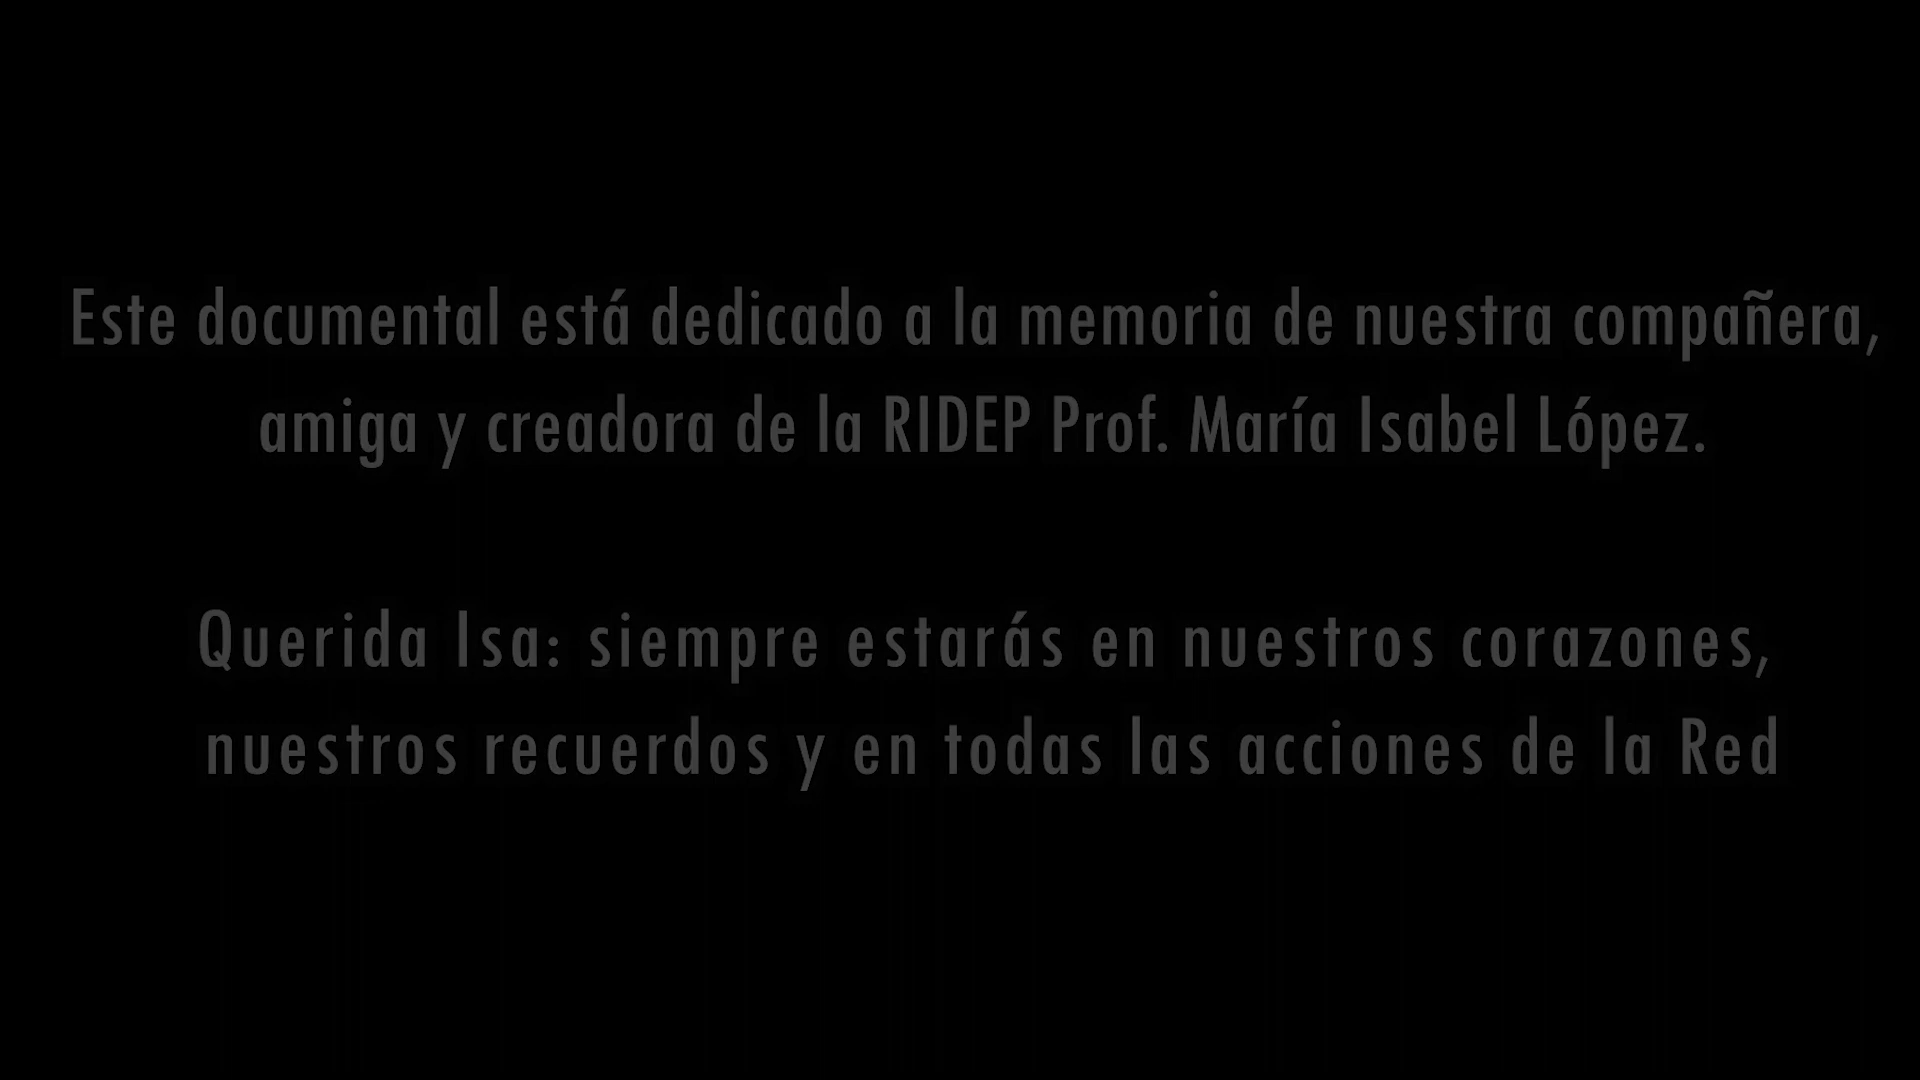 Este documental está dedicado a la memoria de nuestra compañera,
amiga y creadora de la RIDEP Prof. María Isabel López.
Querida Isa: siempre estarás en nuestros corazones,
nuestros recuerdos y en todas las acciones de la Red